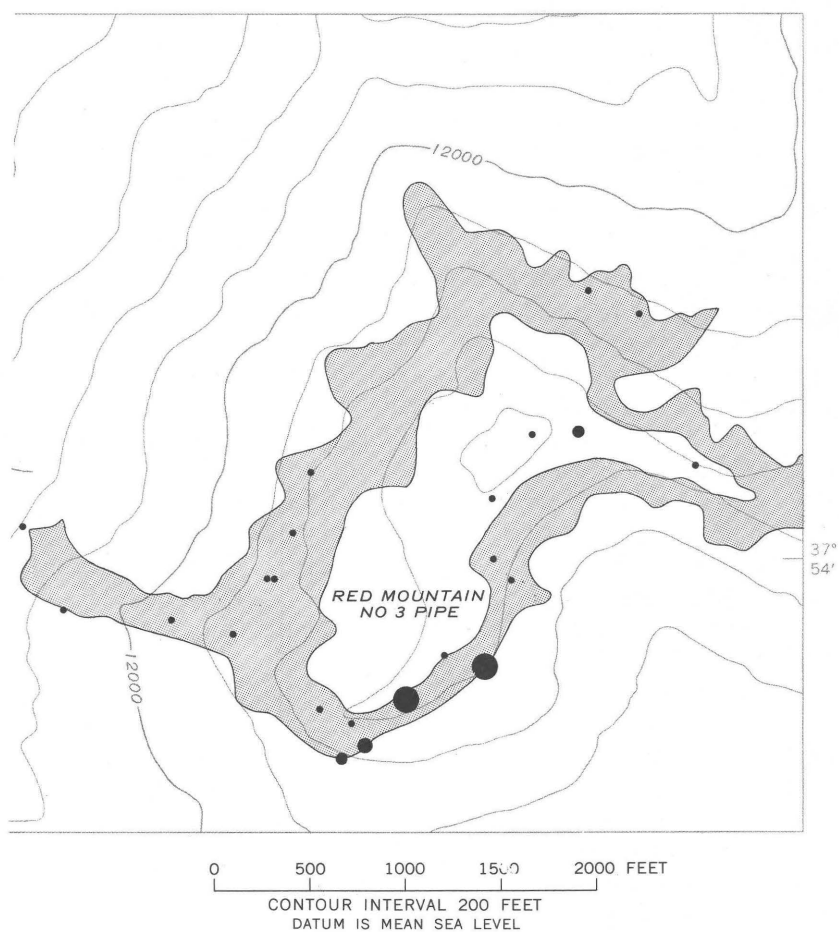 12000
37°
54'
RED MOUNTAIN
NO 3 PIPE
12000
0 500 1000 1500 2000 FEET
CONTOUR INTERVAL 200 FEET
DATUM IS MEAN SEA LEVEL